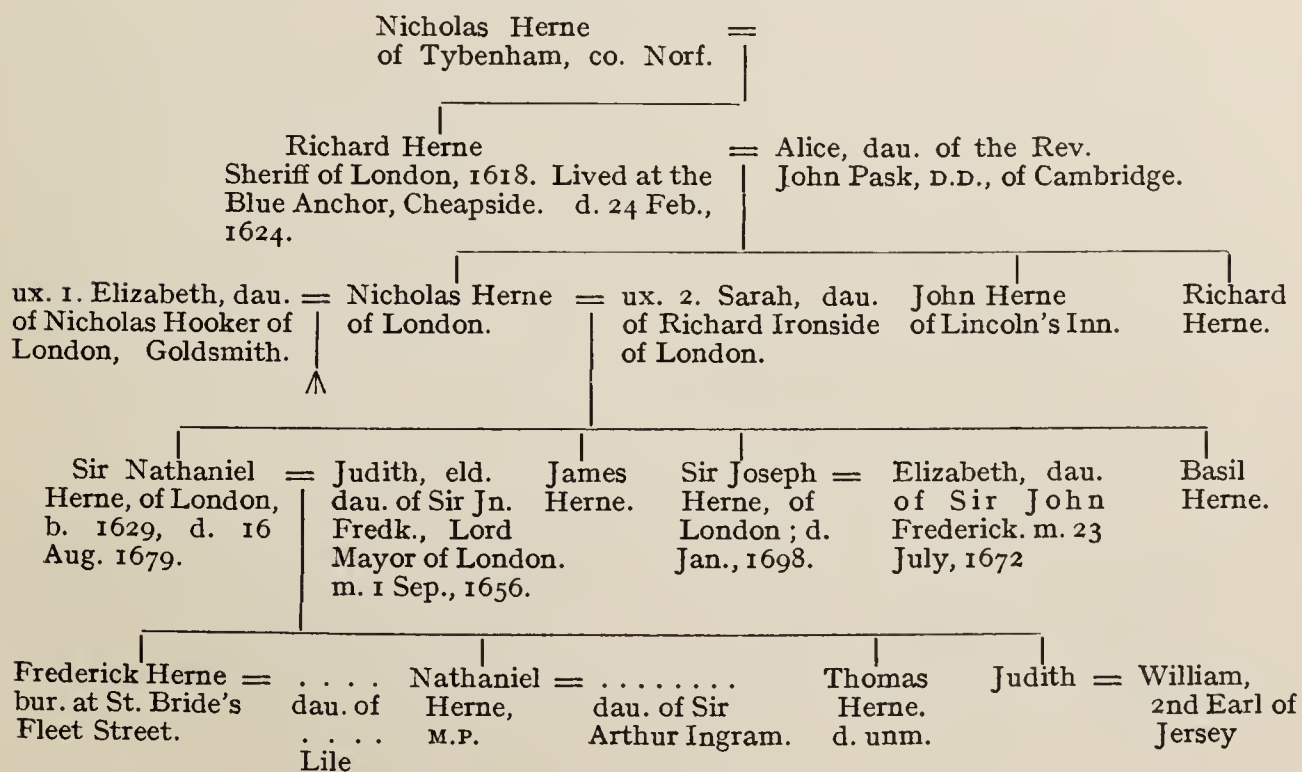 Nicholas Herne =
of Tybenham, co. Norf.
Richard Herne
Sheriff of London, 1618. Lived at the
Blue Anchor, Cheapside. d. 24 Feb.,
1624.
= Alice, dau. of the Rev.
John Pask, D.D., of Cambridge.
ux. 1. Elizabeth, dau.
of Nicholas Hooker of
London, Goldsmith.
= Nicholas Herne =
of London.
ux. 2. Sarah, dau.
of Richard Ironside
of London.
John Herne
of Lincoln's Inn.
Richard
Herne.
Sir Nathaniel
Herne, of London,
b. 1629, d. 16
Aug. 1679.
= Judith, eld.
dau. of Sir Jn.
Fredk., Lord
Mayor of London.
m. 1 Sep., 1656.
James
Herne.
Sir Joseph =
Herne, of
London ; d.
Jan., 1698.
Elizabeth, dau.
of Sir John
Frederick. m. 23
July, 1672
Basil
Herne.
Frederick Herne =
bur. at St. Bride's
Fleet Street.
. . . .
dau. of
. . . .
Lile
Nathaniel =
Herne,
M.P.
. . . . . . . .
dau. of Sir
Arthur Ingram.
Thomas
Herne.
d. unm.
Judith =
William,
2nd Earl of
Jersey